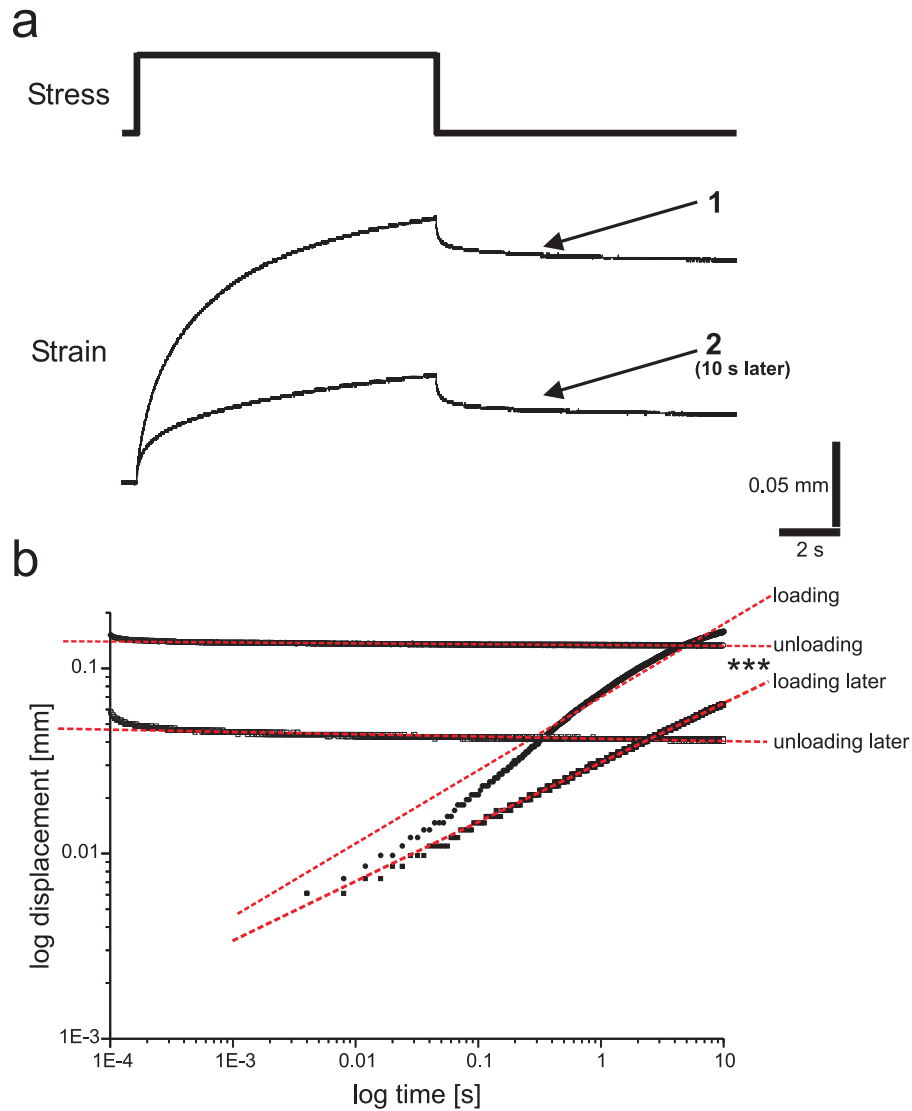 a
Stress
1
Strain
2
(10 s later)
0.05 mm
2 s
b
loading
unloading
***
loading later
unloading later
0.1
0.01
1E-3
log displacement [mm]
1E-4
1E-3
0.01
0.1
1
10
log time [s]